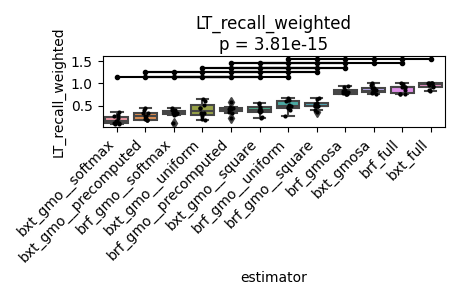 LT_recall_weighted
p = 3.81e-15
LT_recall_weighted
1.5
1.0
0.5
bxt_gmo__softmax
bxt_gmo__precomputed
brf_gmo__softmax
bxt_gmo__uniform
brf_gmo__precomputed
bxt_gmo__square
brf_gmo__uniform
brf_gmo__square
brf_gmosa
bxt_gmosa
brf_full
bxt_full
estimator